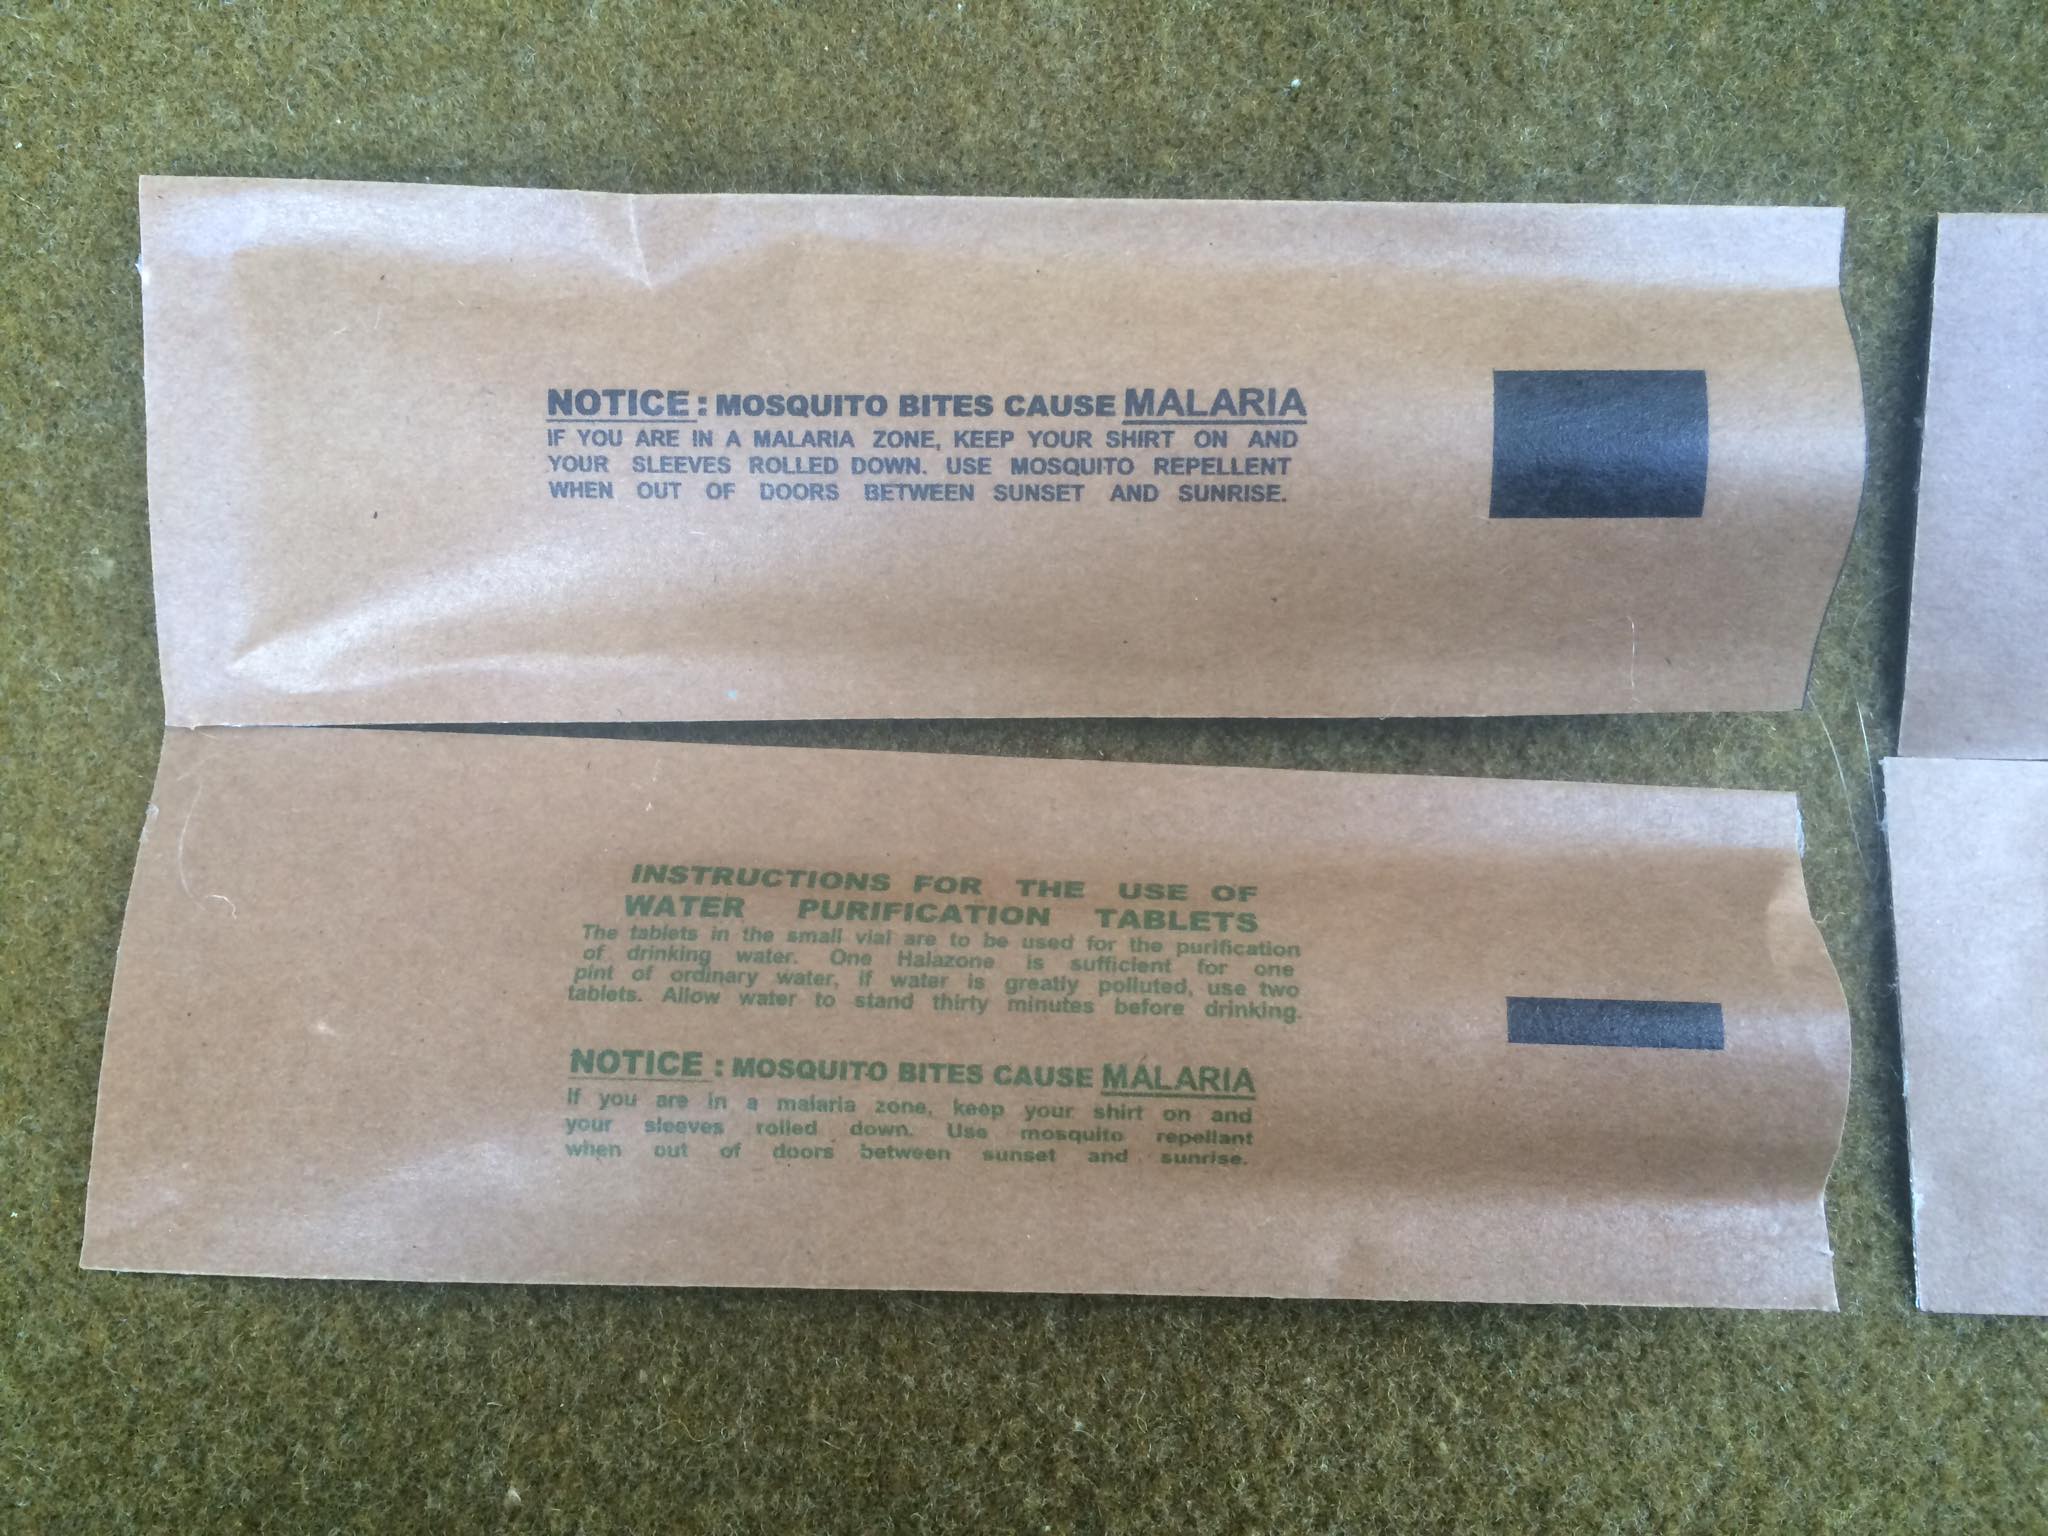 NOTICE : MOSQUITO BITES CAUSE MALARIA
IF YOU ARE IN A MALARIA ZONE, KEEP YOUR SHIRT ON AND
YOUR SLEEVES ROLLED DOWN. USE MOSQUITO REPELLENT
WHEN OUT OF DOORS BETWEEN SUNSET AND SUNRISE.
INSTRUCTIONS FOR THE USE OF
WATER PURIFICATION TABLETS
The tablets in the small vial are to be used for the purification
of drinking water. One Halazone is sufficient for one
pint of ordinary water, if water is greatly polluted, use two
tablets. Allow water to stand thirty minutes before drinking.
NOTICE : MOSQUITO BITES CAUSE MALARIA
If you are in a malaria zone, keep your shirt on and
your sleeves rolled down. Use mosquito repellant
when out of doors between sunset and sunrise.